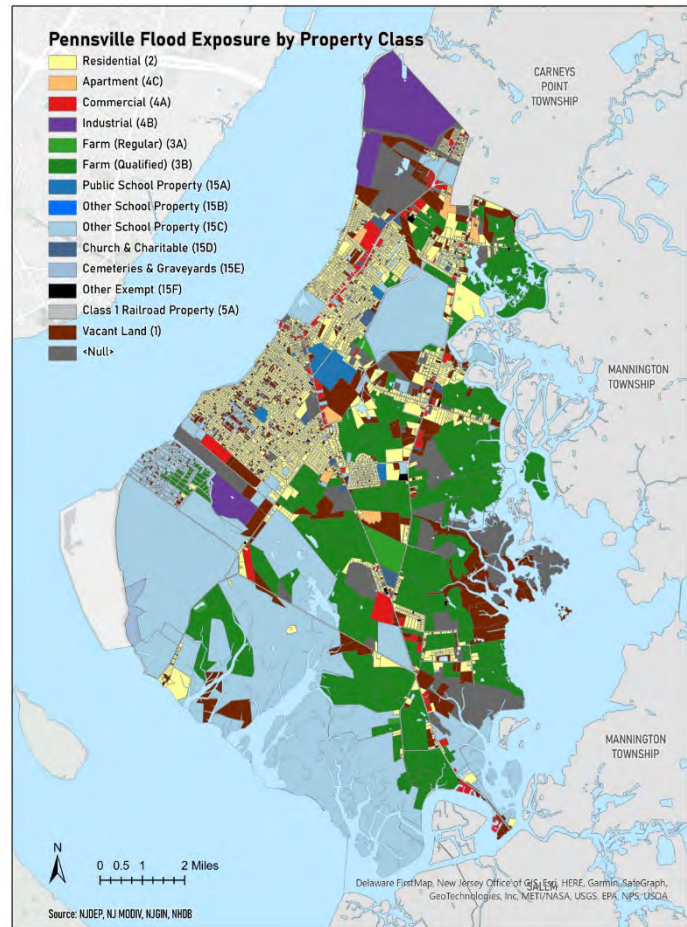 Pennsville Flood Exposure by Property Class
Residential (2)
Apartment (4C)
Commercial (4A)
Industrial (4B)
Farm (Regular) (3A)
Farm (Qualified) (3B)
Public School Property (15A)
Other School Property (15B)
Other School Property (15C)
Church & Charitable (15D)
Cemeteries & Graveyards (15E)
Other Exempt (15F)
Class 1 Railroad Property (5A)
Vacant Land (1)
<Null>
CARNEYS
POINT
TOWNSHIP
MANNINGTON
TOWNSHIP
MANNINGTON
TOWNSHIP
SALEM
N
0 0.5 1 2 Miles
Delaware FirstMap, New Jersey Office of GIS, Esri, HERE, Garmin, SafeGraph,
GeoTechnologies, Inc, METI/NASA, USGS, EPA, NPS, USDA
Source: NJDEP, NJ MODIV, NJGIN, NHDB